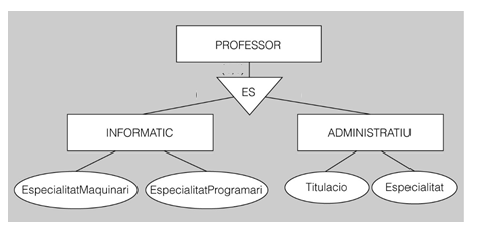 PROFESSOR
ES
INFORMATIC
ADMINISTRATIU
EspecialitatMaquinari
EspecialitatProgramari
Titulacio
Especialitat